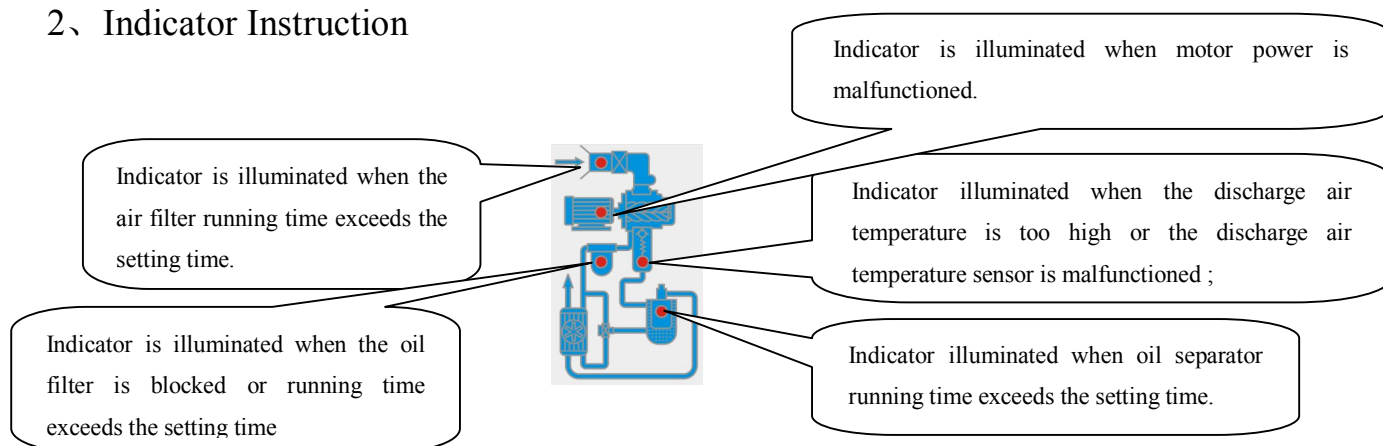 2、Indicator Instruction
Indicator is illuminated when motor power is
malfunctioned.
Indicator is illuminated when the
air filter running time exceeds the
setting time.
Indicator illuminated when the discharge air
temperature is too high or the discharge air
temperature sensor is malfunctioned ;
Indicator is illuminated when the oil
filter is blocked or running time
exceeds the setting time
Indicator illuminated when oil separator
running time exceeds the setting time.